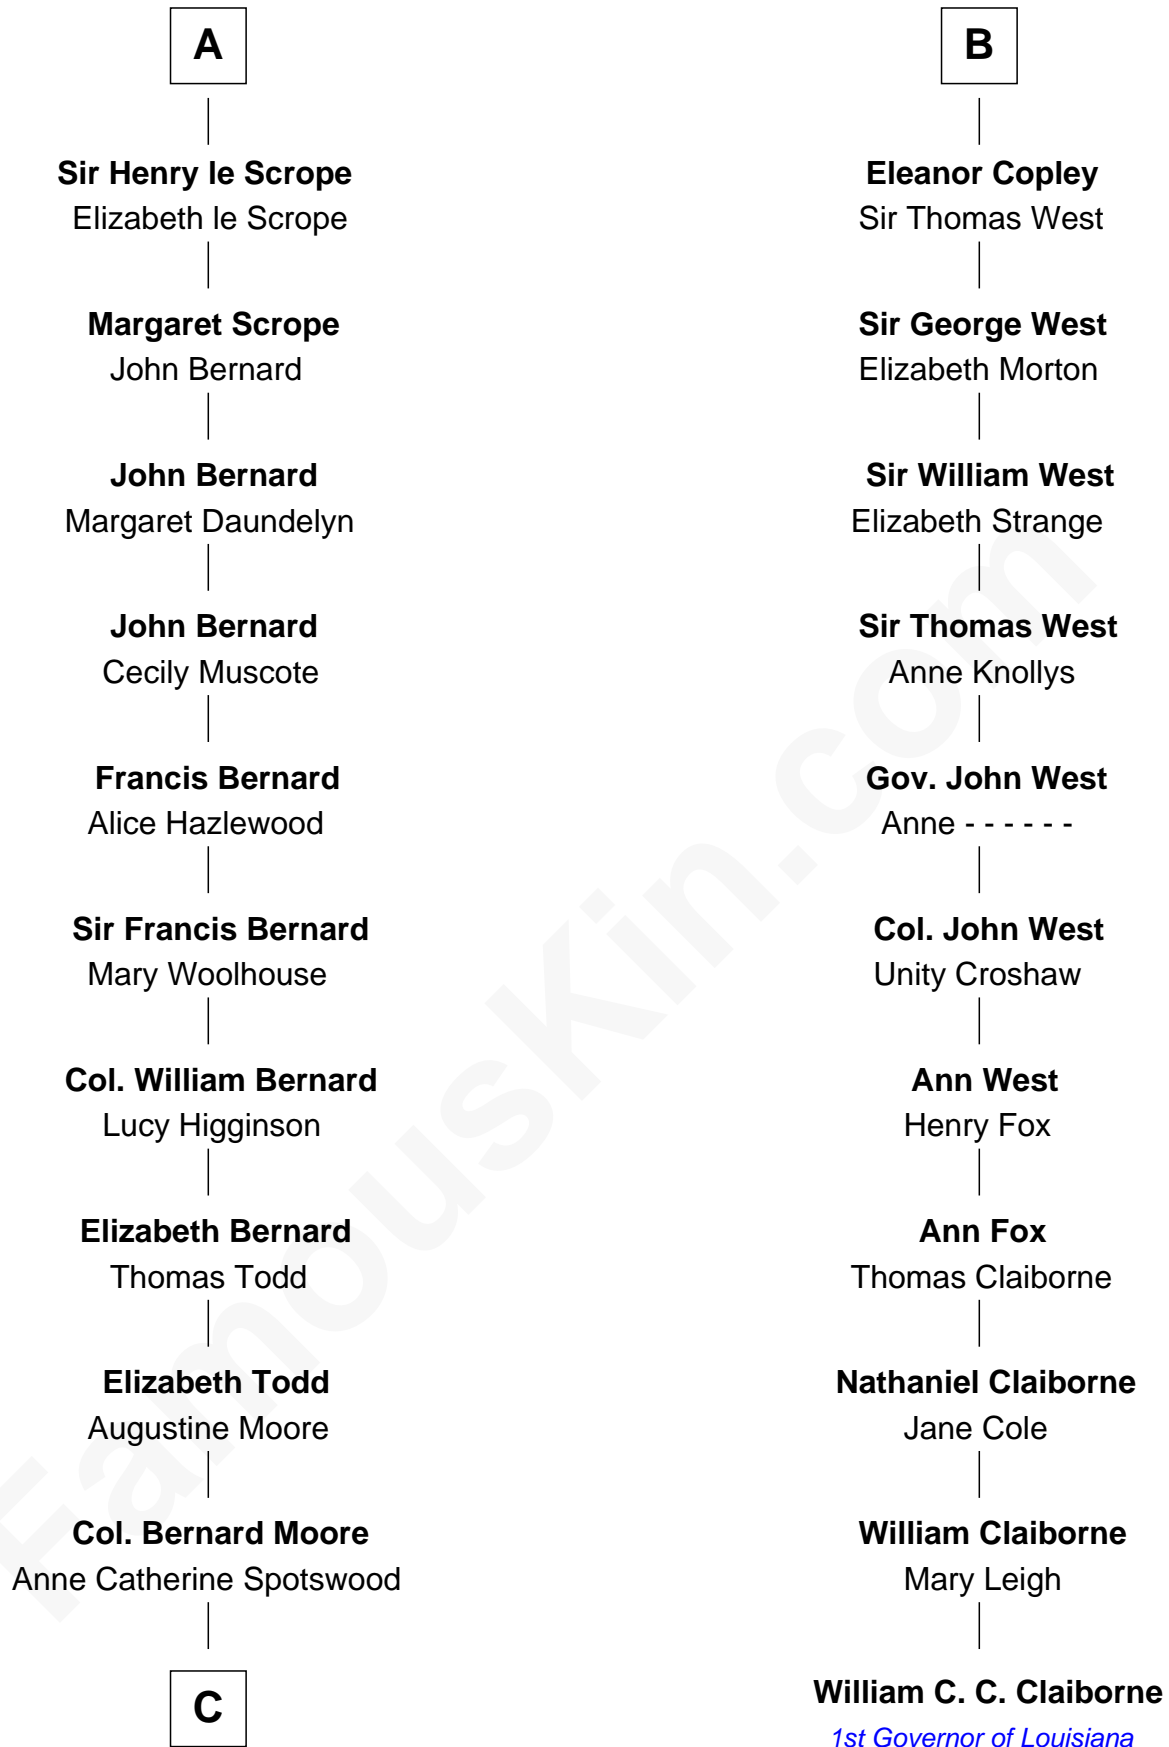 A
Sir Henry le Scrope
Elizabeth le Scrope
Margaret Scrope
John Bernard
John Bernard
Margaret Daundelyn
John Bernard
Cecily Muscote
Francis Bernard
Alice Hazlewood
Sir Francis Bernard
Mary Woolhouse
Col. William Bernard
Lucy Higginson
Elizabeth Bernard
Thomas Todd
Elizabeth Todd
Augustine Moore
Col. Bernard Moore
Anne Catherine Spotswood
C
B
Eleanor Copley
Sir Thomas West
Sir George West
Elizabeth Morton
Sir William West
Elizabeth Strange
Sir Thomas West
Anne Knollys
Gov. John West
Anne - - - - - -
Col. John West
Unity Croshaw
Ann West
Henry Fox
Ann Fox
Thomas Claiborne
Nathaniel Claiborne
Jane Cole
William Claiborne
Mary Leigh
William C. C. Claiborne
1st Governor of Louisiana
FamousKin.com